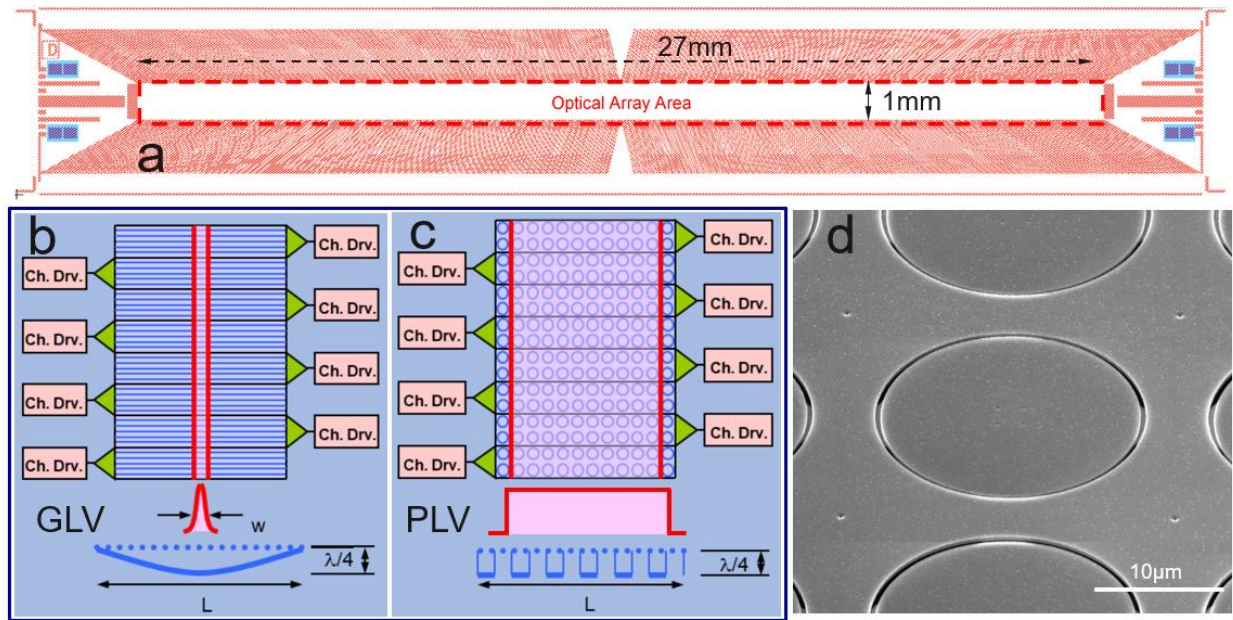 D
27mm
Optical Array Area
1mm
a
b
Ch. Drv.
Ch. Drv.
Ch. Drv.
Ch. Drv.
Ch. Drv.
Ch. Drv.
Ch. Drv.
Ch. Drv.
GLV
w
λ/4
L
c
Ch. Drv.
Ch. Drv.
Ch. Drv.
Ch. Drv.
Ch. Drv.
Ch. Drv.
Ch. Drv.
Ch. Drv.
PLV
λ/4
L
d
10μm